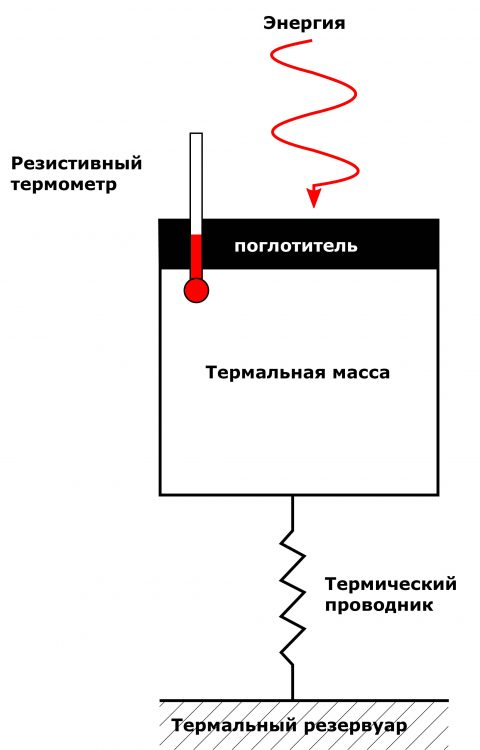 Энергия
Резистивный
термометр
поглотитель
Термальная масса
Термический
проводник
Термальный резервуар